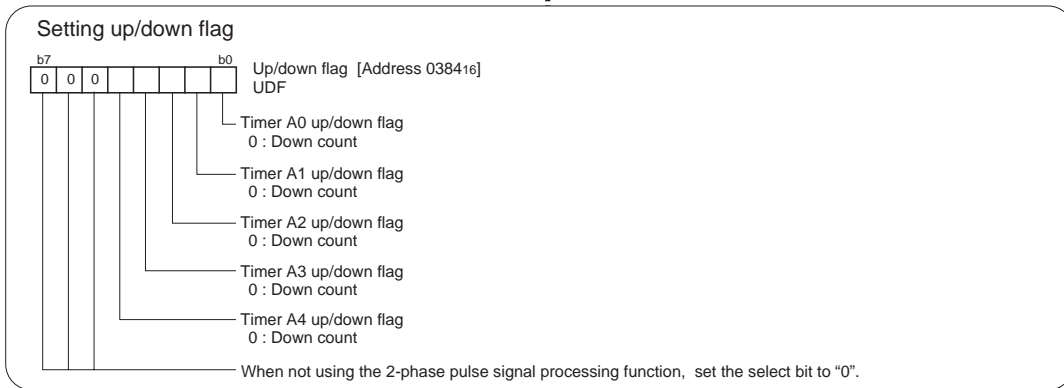 Setting up/down flag
b7 b0
0 0 0
Up/down flag [Address 038416]
UDF
Timer A0 up/down flag
0 : Down count
Timer A1 up/down flag
0 : Down count
Timer A2 up/down flag
0 : Down count
Timer A3 up/down flag
0 : Down count
Timer A4 up/down flag
0 : Down count
When not using the 2-phase pulse signal processing function, set the select bit to “0”.